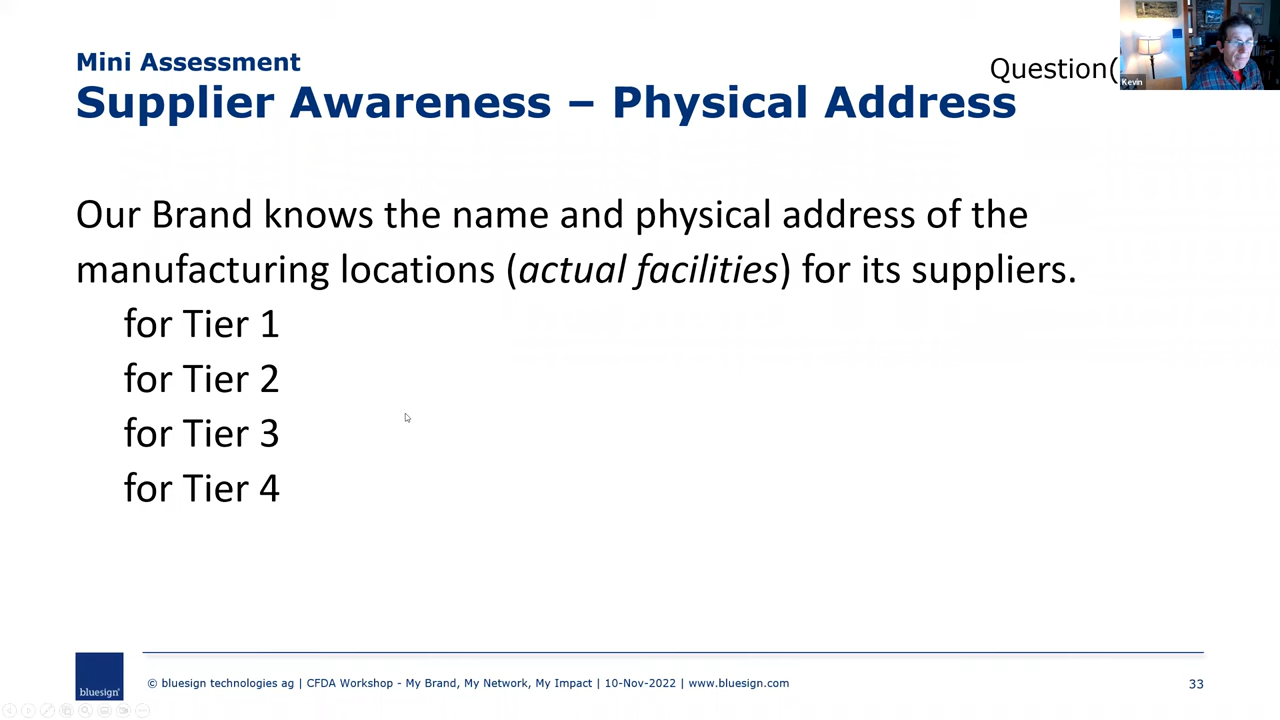 Mini Assessment
Question(
Supplier Awareness – Physical Address
Kevin
Our Brand knows the name and physical address of the
manufacturing locations (actual facilities) for its suppliers.
for Tier 1
for Tier 2
for Tier 3
for Tier 4
bluesign®
© bluesign technologies ag | CFDA Workshop - My Brand, My Network, My Impact | 10-Nov-2022 | www.bluesign.com
33